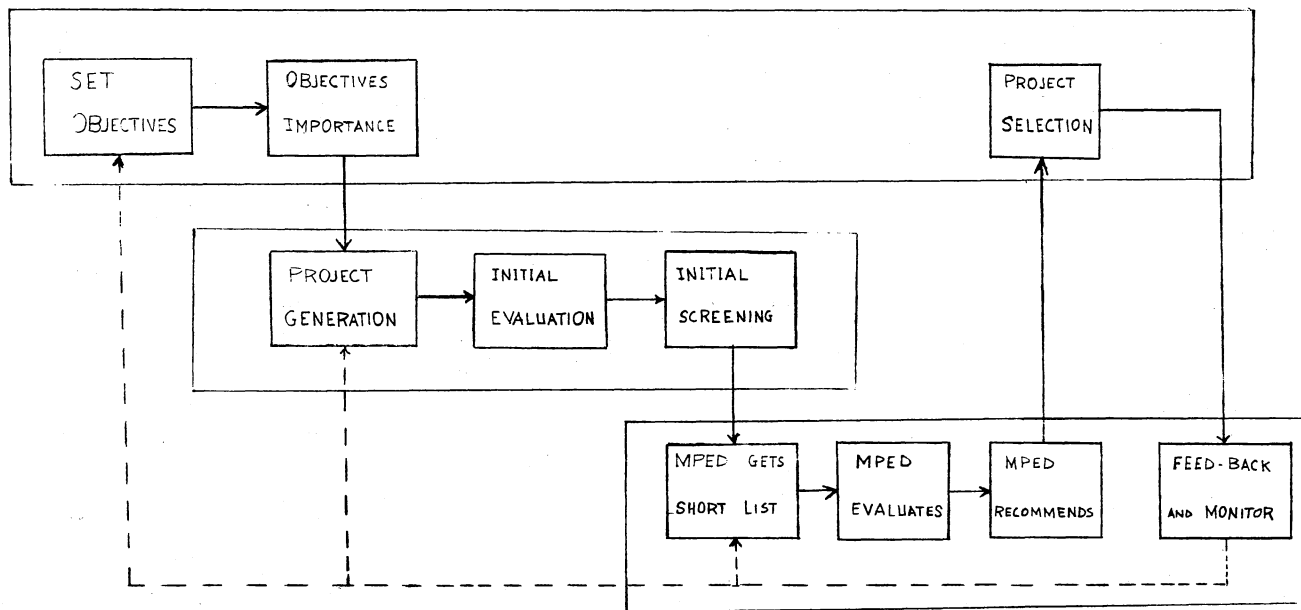 SET
OBJECTIVES
OBJECTIVES
IMPORTANCE
PROJECT
SELECTION
PROJECT
GENERATION
INITIAL
EVALUATION
INITIAL
SCREENING
MPED GETS
SHORT LIST
MPED
EVALUATES
MPED
RECOMMENDS
FEED-BACK
AND MONITOR